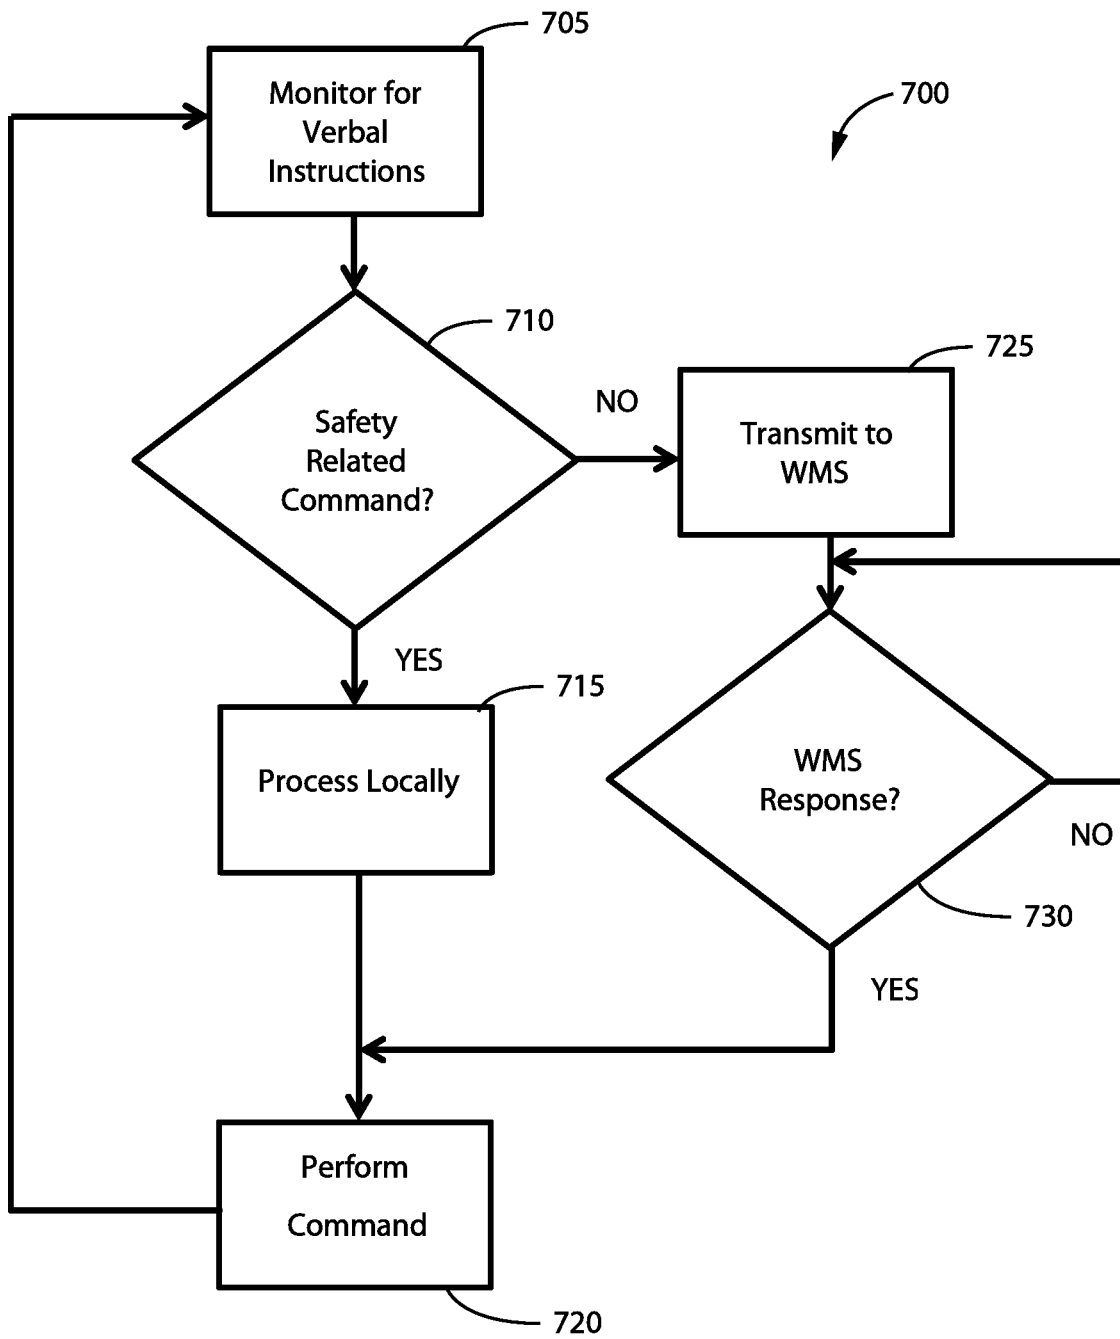 705
Monitor for
Verbal
Instructions
700
710
Safety
Related
Command?
NO
725
Transmit to
WMS
YES
715
Process Locally
WMS
Response?
NO
730
YES
Perform
Command
720